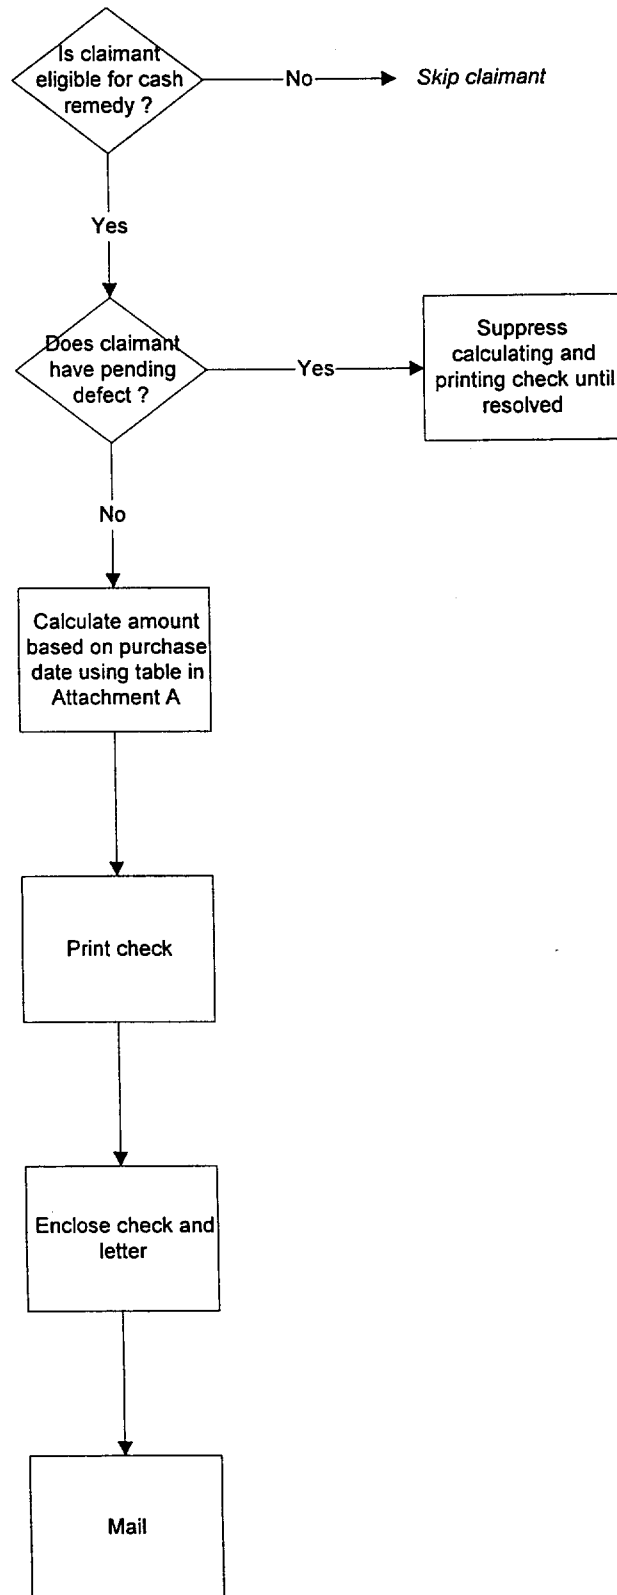 Is claimant
eligible for cash
remedy ?
No
Skip claimant
Yes
Does claimant
have pending
defect ?
Yes
Suppress
calculating and
printing check until
resolved
No
Calculate amount
based on purchase
date using table in
Attachment A
Print check
Enclose check and
letter
Mail